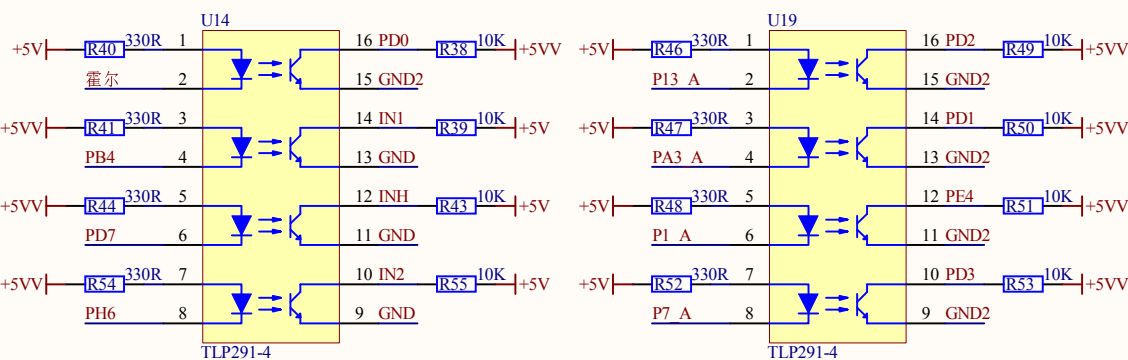 U14 U19
+5V R40 330R 1 16 PD0 R38 10K +5VV +5V R46 330R 1 16 PD2 R49 10K +5VV
霍尔 2 15 GND2 P13_A 2 15 GND2
+5VV R41 330R 3 14 IN1 R39 10K +5V +5V R47 330R 3 14 PD1 R50 10K +5VV
PB4 4 13 GND PA3_A 4 13 GND2
+5VV R44 330R 5 12 INH R43 10K +5V +5V R48 330R 5 12 PE4 R51 10K +5VV
PD7 6 11 GND P1_A 6 11 GND2
+5VV R54 330R 7 10 IN2 R55 10K +5V +5V R52 330R 7 10 PD3 R53 10K +5VV
PH6 8 9 GND P7_A 8 9 GND2
TLP291-4 TLP291-4